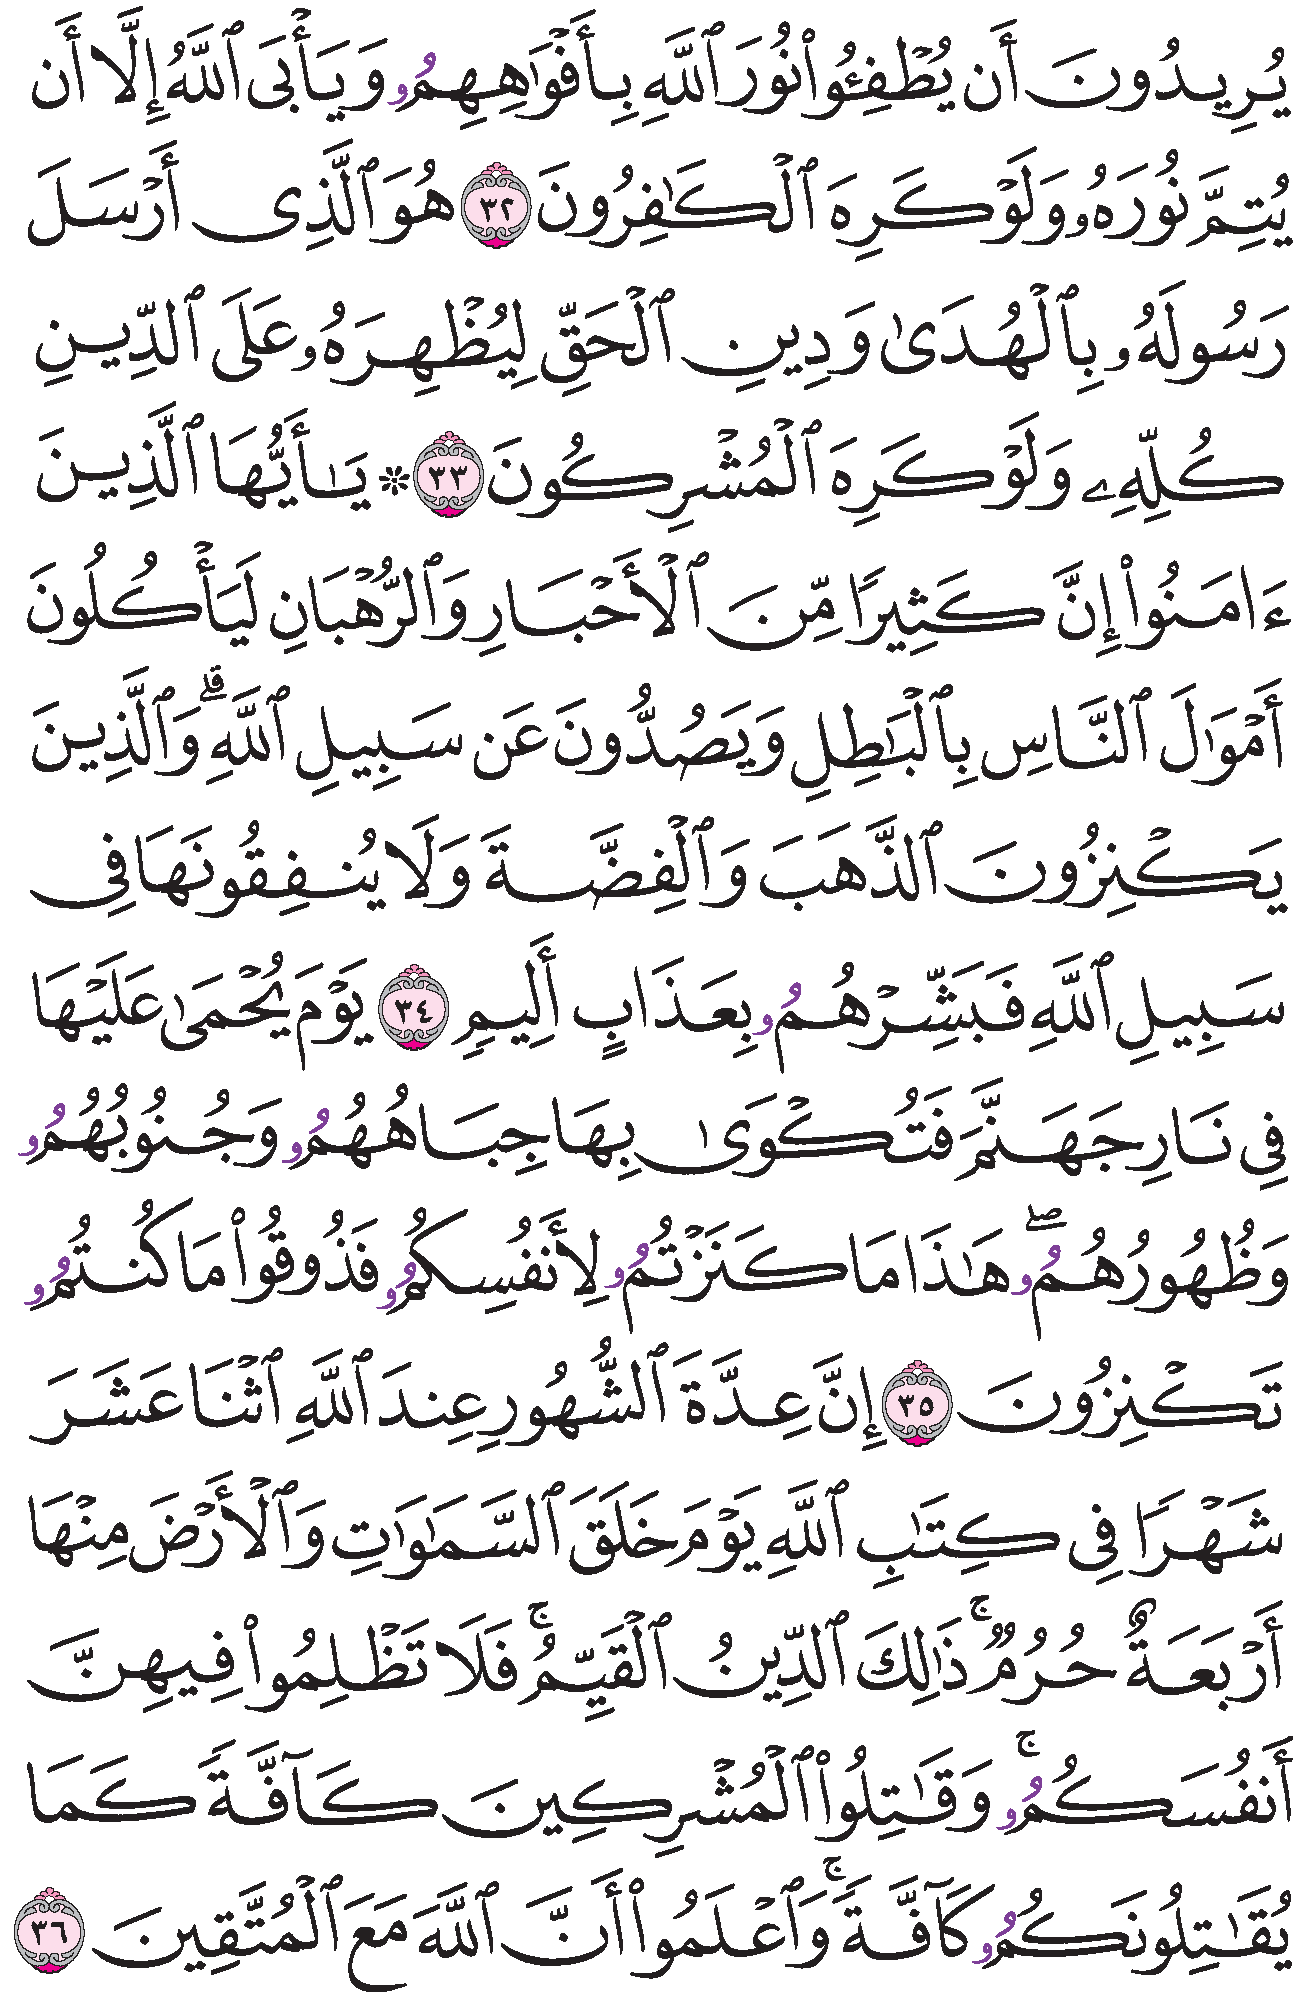 يُرِيدُونَ أَن يُطْفِـُٔوا۟ نُورَ ٱللَّهِ بِأَفْوَٰهِهِمُۥ وَيَأْبَى ٱللَّهُ إِلَّا أَن
يُتِمَّ نُورَهُۥ وَلَوْ كَرِهَ ٱلْكَٰفِرُونَ ٣٢ هُوَ ٱلَّذِى أَرْسَلَ
رَسُولَهُۥ بِٱلْهُدَىٰ وَدِينِ ٱلْحَقِّ لِيُظْهِرَهُۥ عَلَى ٱلدِّينِ
كُلِّهِۦ وَلَوْ كَرِهَ ٱلْمُشْرِكُونَ ٣٣ ۞ يَٰأَيُّهَا ٱلَّذِينَ
ءَامَنُوا۟ إِنَّ كَثِيرًا مِّنَ ٱلْأَحْبَارِ وَٱلرُّهْبَانِ لَيَأْكُلُونَ
أَمْوَٰلَ ٱلنَّاسِ بِٱلْبَٰطِلِ وَيَصُدُّونَ عَن سَبِيلِ ٱللَّهِۗ وَٱلَّذِينَ
يَكْنِزُونَ ٱلذَّهَبَ وَٱلْفِضَّةَ وَلَا يُنفِقُونَهَا فِى
سَبِيلِ ٱللَّهِ فَبَشِّرْهُمُۥ بِعَذَابٍ أَلِيمٍ ٣٤ يَوْمَ يُحْمَىٰ عَلَيْهَا
فِى نَارِ جَهَنَّمَ فَتُكْوَىٰ بِهَا جِبَاهُهُمُۥ وَجُنُوبُهُمُۥ
وَظُهُورُهُمُۥۖ هَٰذَا مَا كَنَزْتُمُۥ لِأَنفُسِكُمُۥ فَذُوقُوا۟ مَا كُنتُمُۥ
تَكْنِزُونَ ٣٥ إِنَّ عِدَّةَ ٱلشُّهُورِ عِندَ ٱللَّهِ ٱثْنَا عَشَرَ
شَهْرًا فِى كِتَٰبِ ٱللَّهِ يَوْمَ خَلَقَ ٱلسَّمَٰوَٰتِ وَٱلْأَرْضَ مِنْهَا
أَرْبَعَةٌ حُرُمٌۚ ذَٰلِكَ ٱلدِّينُ ٱلْقَيِّمُۚ فَلَا تَظْلِمُوا۟ فِيهِنَّ
أَنفُسَكُمُۥۚ وَقَٰتِلُوا۟ ٱلْمُشْرِكِينَ كَآفَّةً كَمَا
يُقَٰتِلُونَكُمُۥ كَآفَّةًۚ وَٱعْلَمُوا۟ أَنَّ ٱللَّهَ مَعَ ٱلْمُتَّقِينَ ٣٦